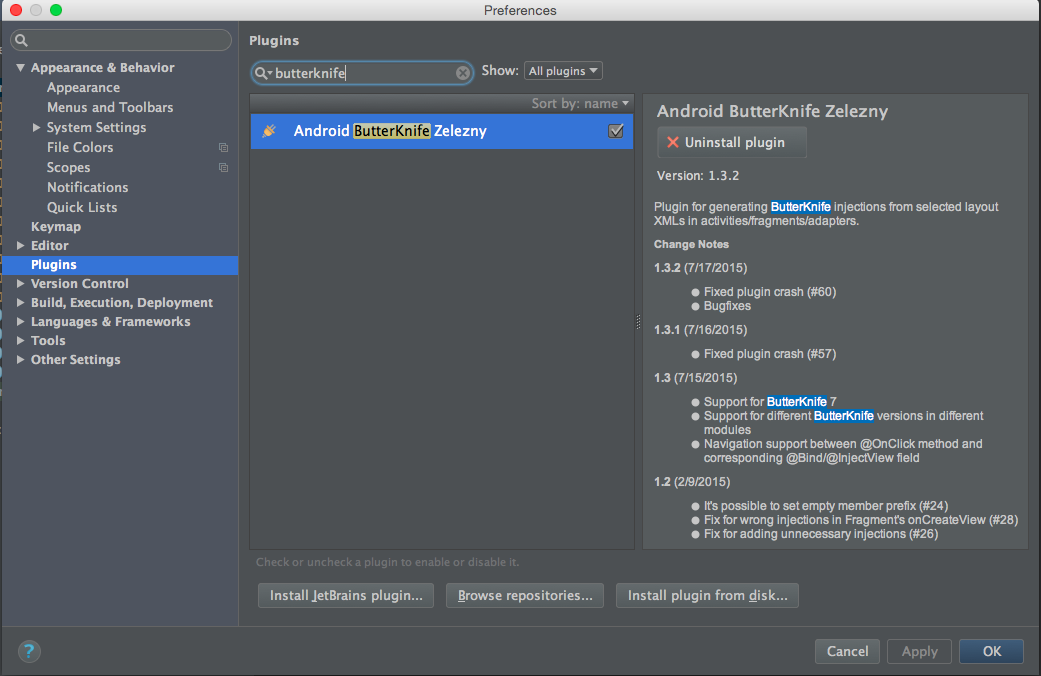 Preferences
Appearance & Behavior
Appearance
Menus and Toolbars
System Settings
File Colors
Scopes
Notifications
Quick Lists
Keymap
Editor
Plugins
Version Control
Build, Execution, Deployment
Languages & Frameworks
Tools
Other Settings
Plugins
butterknife
Show: All plugins
Sort by: name
Android ButterKnife Zelezny
Android ButterKnife Zelezny
Uninstall plugin
Version: 1.3.2
Plugin for generating ButterKnife injections from selected layout
XMLs in activities/fragments/adapters.
Change Notes
1.3.2 (7/17/2015)
● Fixed plugin crash (#60)
● Bugfixes
1.3.1 (7/16/2015)
● Fixed plugin crash (#57)
1.3 (7/15/2015)
● Support for ButterKnife 7
● Support for different ButterKnife versions in different
modules
● Navigation support between @OnClick method and
corresponding @Bind/@InjectView field
1.2 (2/9/2015)
● It's possible to set empty member prefix (#24)
● Fix for wrong injections in Fragment's onCreateView (#28)
● Fix for adding unnecessary injections (#26)
Check or uncheck a plugin to enable or disable it.
Install JetBrains plugin...
Browse repositories...
Install plugin from disk...
?
Cancel
Apply
OK